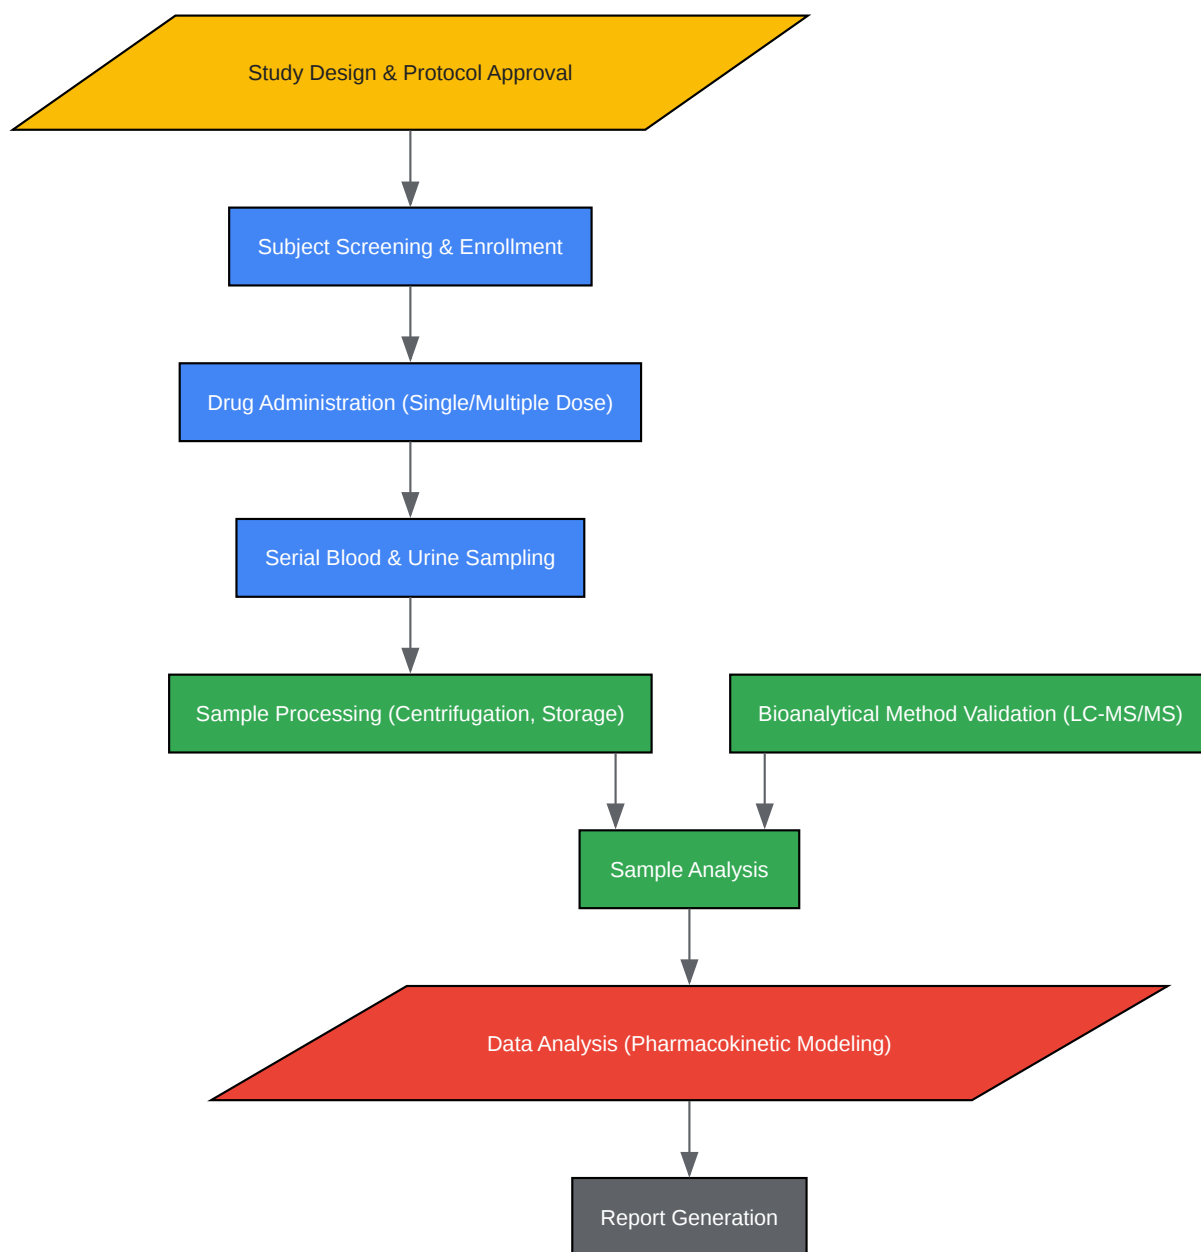 Study Design & Protocol Approval
Subject Screening & Enrollment
Drug Administration (Single/Multiple Dose)
Serial Blood & Urine Sampling
Sample Processing (Centrifugation, Storage)
Bioanalytical Method Validation (LC-MS/MS)
Sample Analysis
Data Analysis (Pharmacokinetic Modeling)
Report Generation